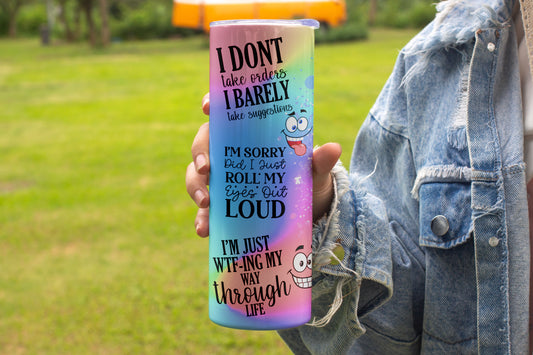 I DONT
take orders
I BARELY
take suggestions
I'M SORRY
Did I Just
ROLL MY
Eyes Out
LOUD
I'M JUST
WTF-ING MY
WAY
through
LIFE